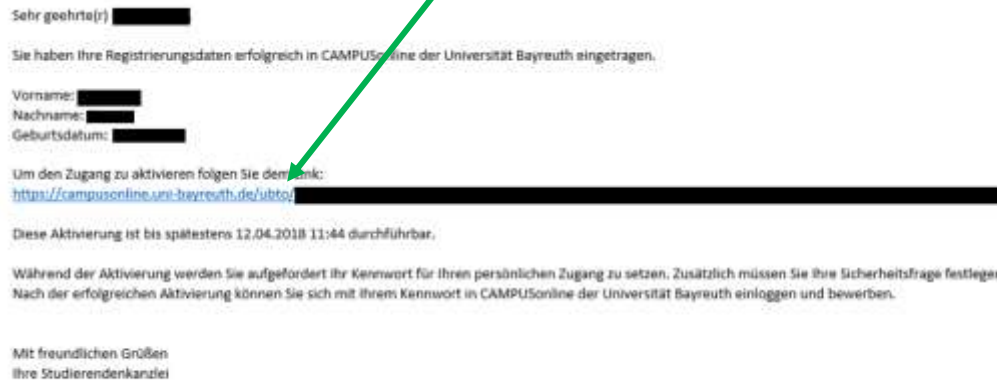 Sehr geehrte(r)
Sie haben Ihre Registrierungsdaten erfolgreich in CAMPUSonline der Universität Bayreuth eingetragen.
Vorname:
Nachname:
Geburtsdatum:
Um den Zugang zu aktivieren folgen Sie dem Link:
https://campusonline.uni-bayreuth.de/ubto/
Diese Aktivierung ist bis spätestens 12.04.2018 11:44 durchführbar.
Während der Aktivierung werden Sie aufgefordert Ihr Kennwort für Ihren persönlichen Zugang zu setzen. Zusätzlich müssen Sie Ihre Sicherheitsfrage festlegen
Nach der erfolgreichen Aktivierung können Sie sich mit Ihrem Kennwort in CAMPUSonline der Universität Bayreuth einloggen und bewerben.
Mit freundlichen Grüßen
Ihre Studierendenkanzlei